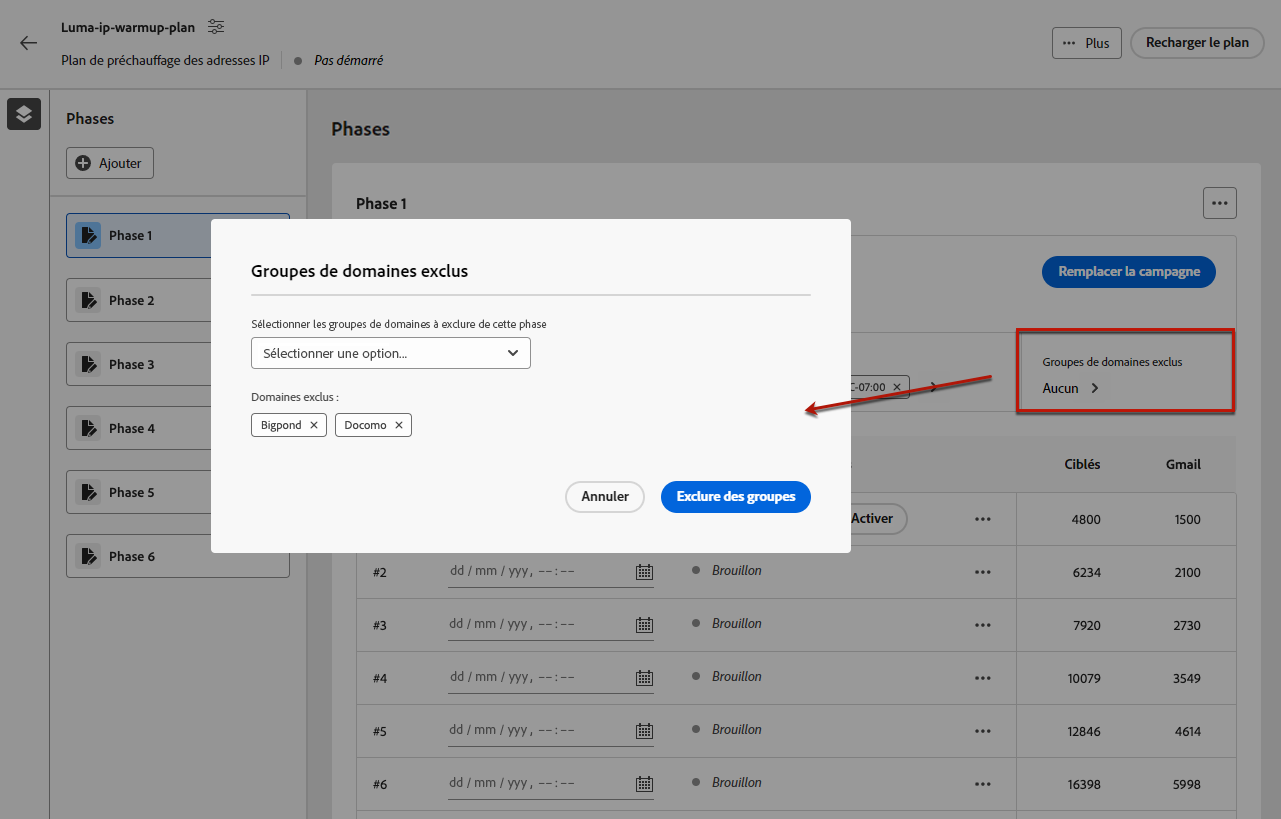 Luma-ip-warmup-plan
Plan de préchauffage des adresses IP
Pas démarré
Plus
Recharger le plan
Phases
Ajouter
Phase 1
Phase 2
Phase 3
Phase 4
Phase 5
Phase 6
Phases
Phase 1
Remplacer la campagne
-07:00
Groupes de domaines exclus
Aucun
Groupes de domaines exclus
Sélectionner les groupes de domaines à exclure de cette phase
Sélectionner une option...
Domaines exclus :
Bigpond
Docomo
Annuler
Exclure des groupes
Ciblés Gmail
Activer 4800 1500
#2 dd / mm / yyy, --:-- Brouillon 6234 2100
#3 dd / mm / yyy, --:-- Brouillon 7920 2730
#4 dd / mm / yyy, --:-- Brouillon 10079 3549
#5 dd / mm / yyy, --:-- Brouillon 12846 4614
#6 dd / mm / yyy, --:-- Brouillon 16398 5998